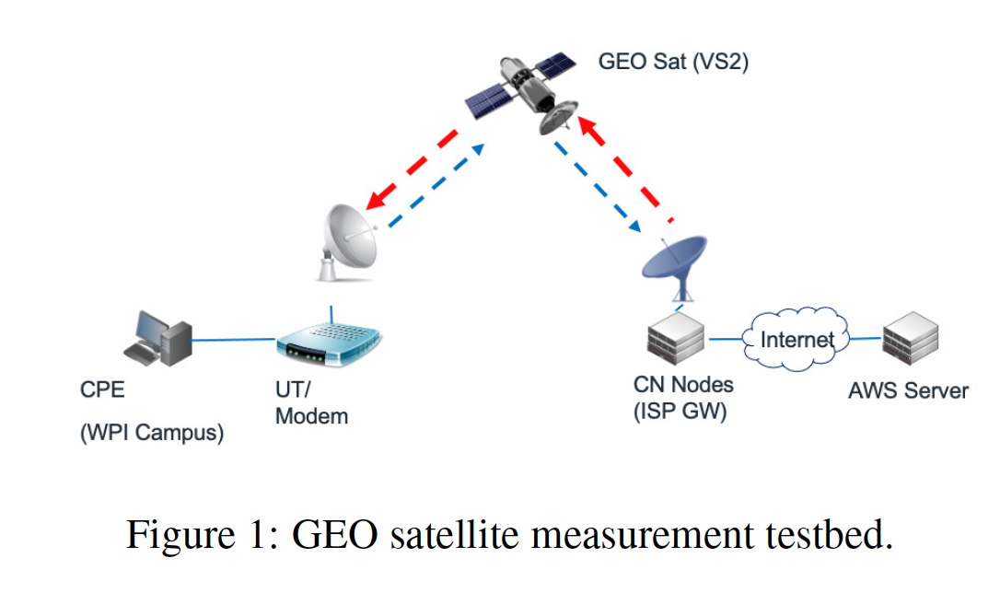 GEO Sat (VS2)
Internet
CPE
(WPI Campus)
UT/
Modem
CN Nodes
(ISP GW)
AWS Server
Figure 1: GEO satellite measurement testbed.